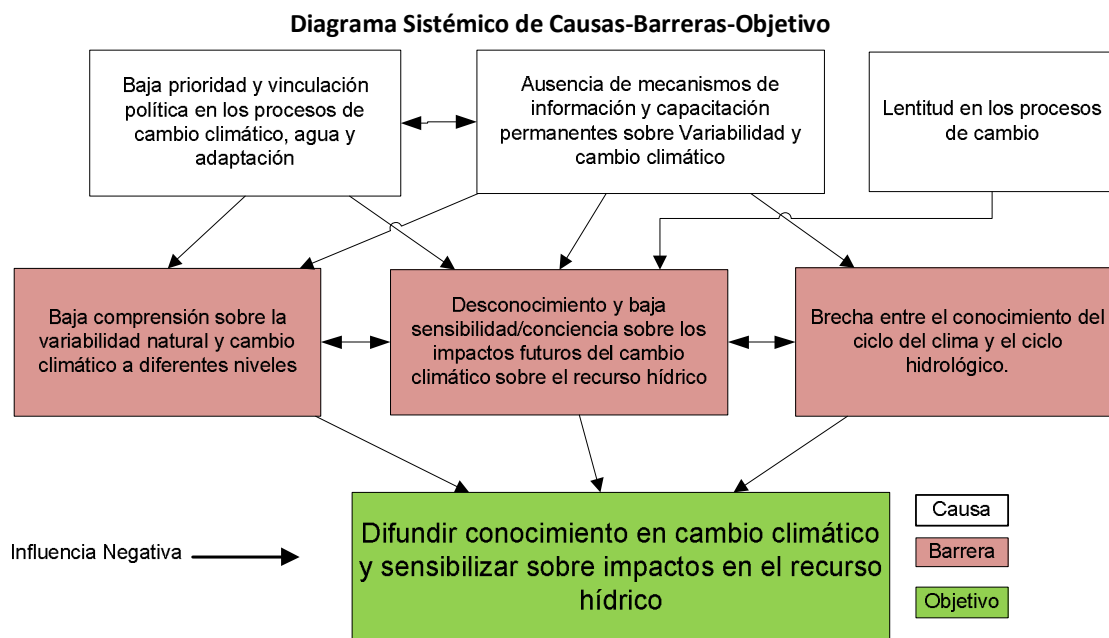 Diagrama Sistémico de Causas-Barreras-Objetivo
Baja prioridad y vinculación
política en los procesos de
cambio climático, agua y
adaptación
Ausencia de mecanismos de
información y capacitación
permanentes sobre Variabilidad y
cambio climático
Lentitud en los procesos
de cambio
Baja comprensión sobre la
variabilidad natural y cambio
climático a diferentes niveles
Desconocimiento y baja
sensibilidad/conciencia sobre los
impactos futuros del cambio
climático sobre el recurso hídrico
Brecha entre el conocimiento del
ciclo del clima y el ciclo
hidrológico.
Difundir conocimiento en cambio climático
y sensibilizar sobre impactos en el recurso
hídrico
Influencia Negativa
Causa
Barrera
Objetivo